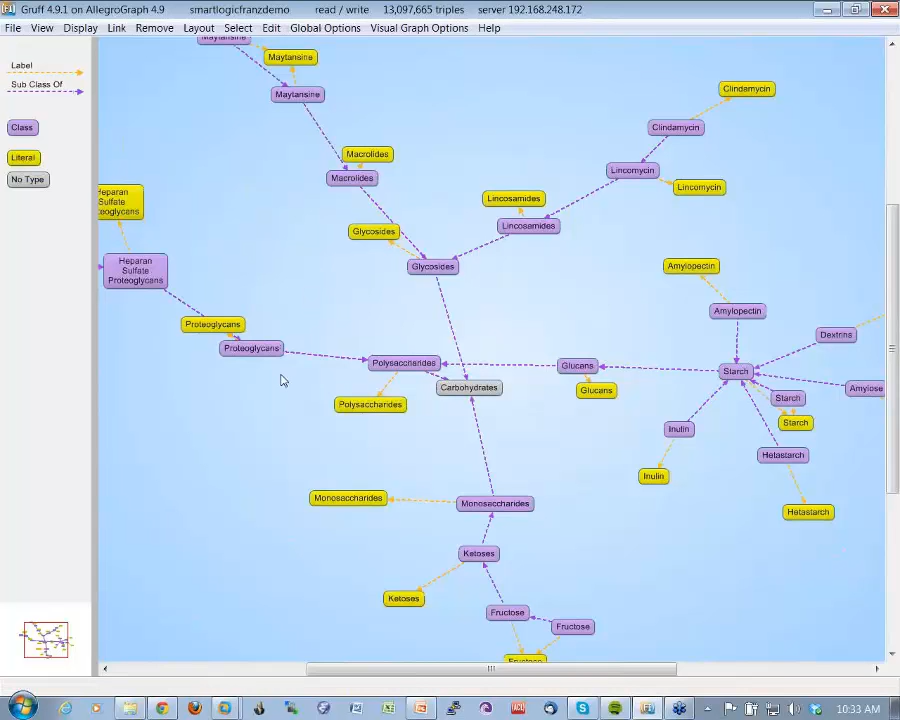 Gruff 4.9.1 on AllegroGraph 4.9 smartlogicfranzdemo read / write 13,097,665 triples server 192.168.248.172
File View Display Link Remove Layout Select Edit Global Options Visual Graph Options Help
Label
Sub Class Of
Class
Literal
No Type
Maytansine
Maytansine
Maytansine
Clindamycin
Clindamycin
Macrolides
Macrolides
Lincomycin
Lincomycin
Heparan
Sulfate
Lincosamides
Lincosamides
Glycosides
Glycosides
Heparan
Sulfate
Proteoglycans
Amylopectin
Amylopectin
Proteoglycans
Proteoglycans
Dextrins
Polysaccharides
Glucans
Starch
Carbohydrates
Glucans
Amylose
Starch
Polysaccharides
Starch
Inulin
Inulin
Hetastarch
Hetastarch
Monosaccharides
Monosaccharides
Ketoses
Ketoses
Fructose
Fructose
Fructose
10:33 AM